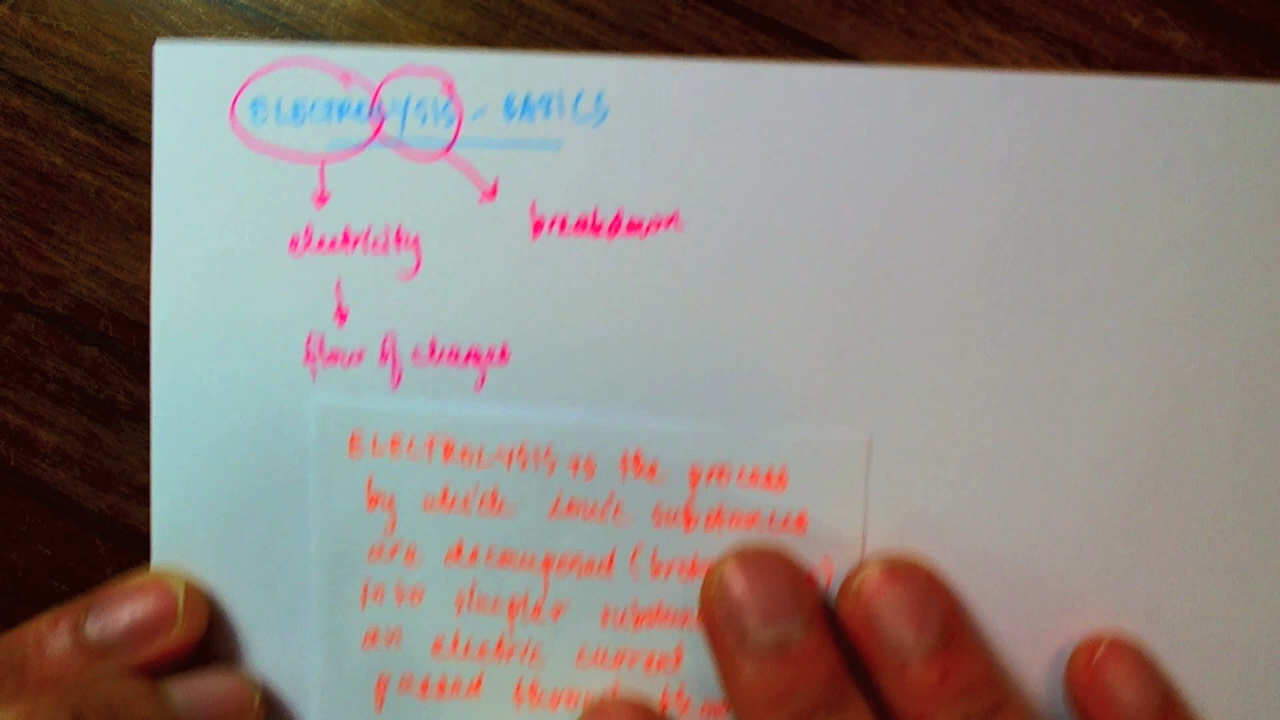 ELECTROLYSIS - BASICS
electricity
breakdown
flow of charges
ELECTROLYSIS is the process
by which ionic substances
are decomposed (broken
into simpler
an electric current
passed through